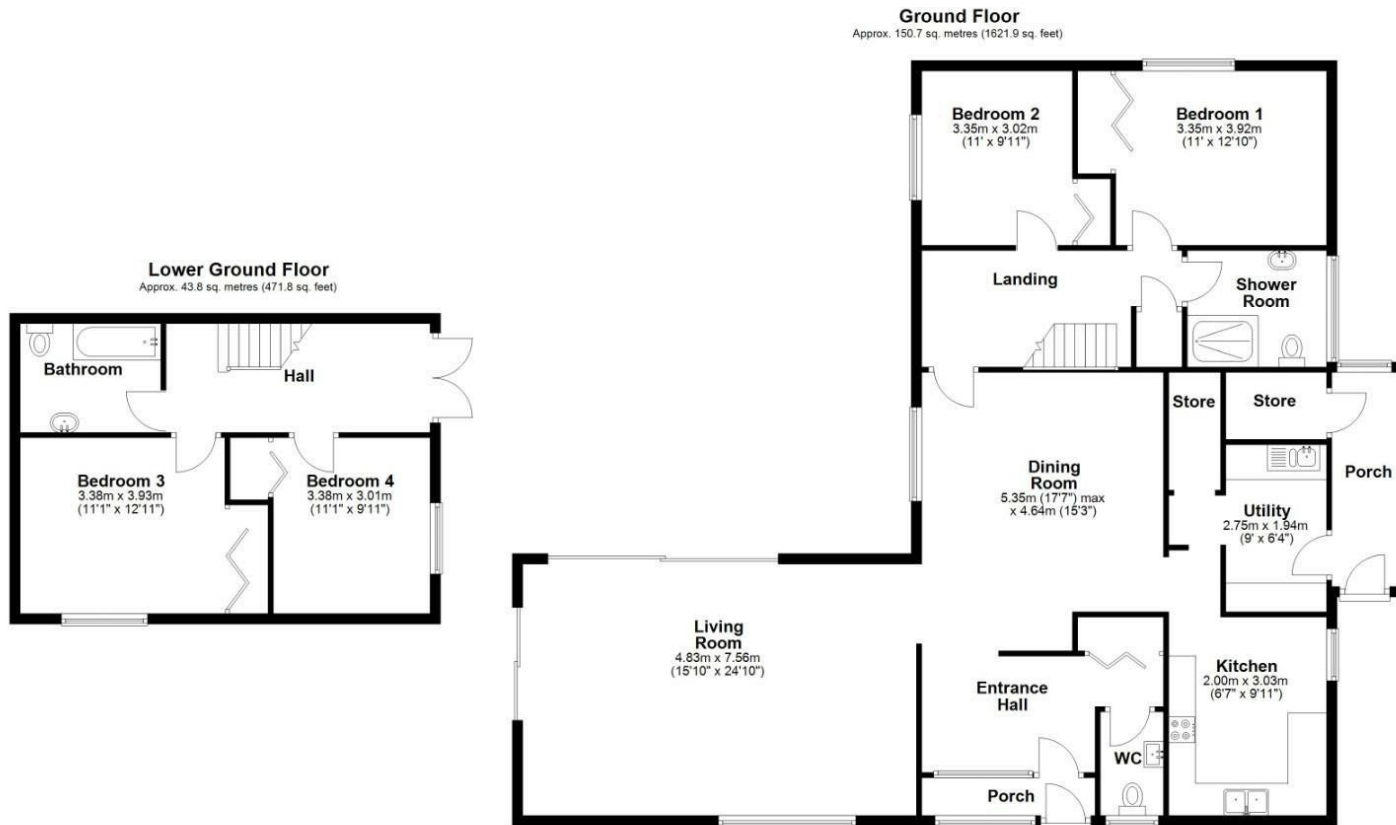 Ground Floor
Approx. 150.7 sq. metres (1621.9 sq. feet)
Bedroom 2
3.35m x 3.02m
(11' x 9'11")
Bedroom 1
3.35m x 3.92m
(11' x 12'10")
Landing
Shower
Room
Store
Store
Porch
Dining
Room
5.35m (17'7") max
x 4.64m (15'3")
Utility
2.75m x 1.94m
(9' x 6'4")
Living
Room
4.83m x 7.56m
(15'10" x 24'10")
Entrance
Hall
Kitchen
2.00m x 3.03m
(6'7" x 9'11")
WC
Porch
Lower Ground Floor
Approx. 43.8 sq. metres (471.8 sq. feet)
Bathroom
Hall
Bedroom 3
3.38m x 3.93m
(11'1" x 12'11")
Bedroom 4
3.38m x 3.01m
(11'1" x 9'11")